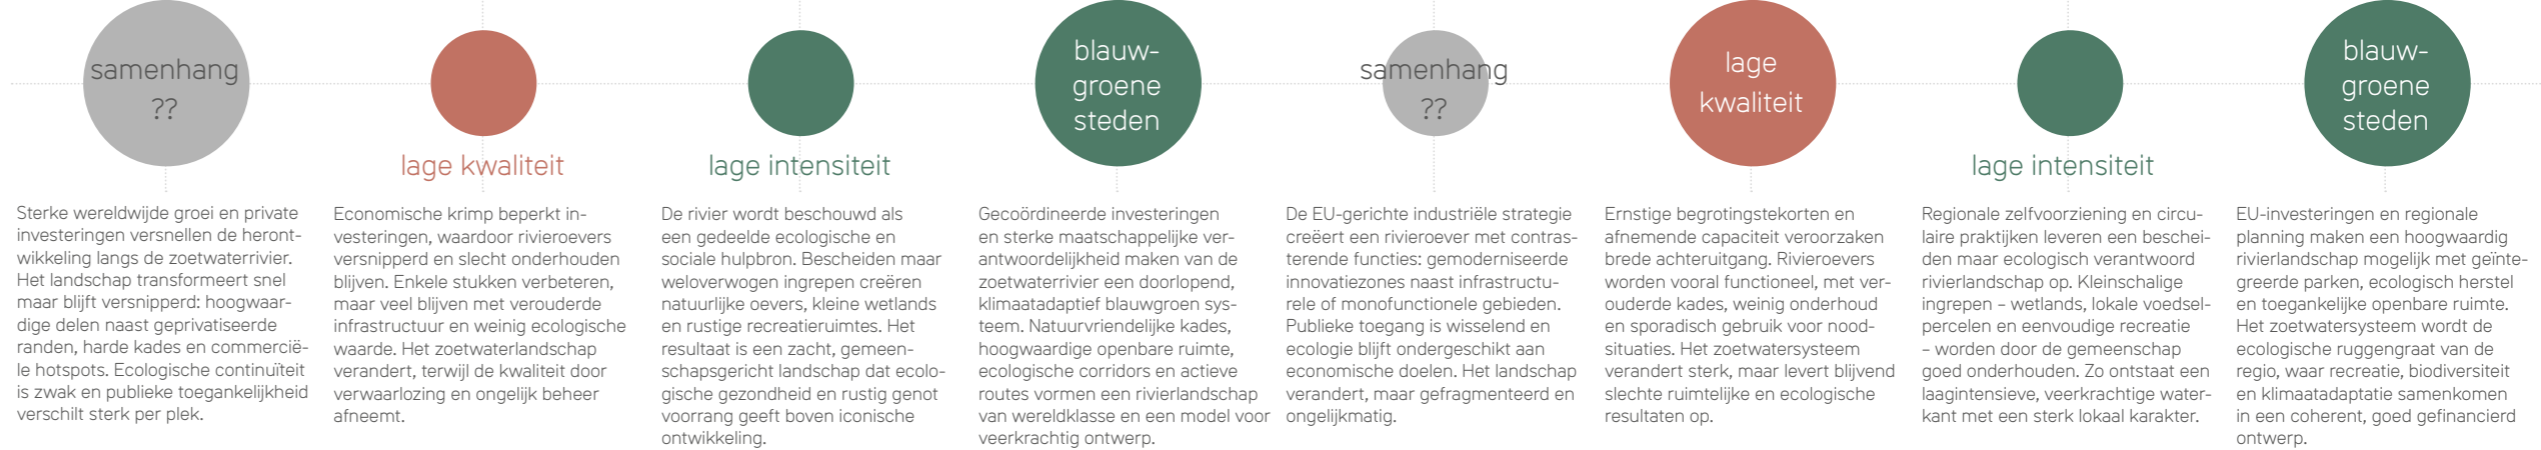 samenhang
??
Sterke wereldwijde groei en private
investeringen versnellen de heront-
wikkeling langs de zoetwaterrivier.
Het landschap transformeert snel
maar blijft versnipperd: hoogwaar-
dige delen naast geprivatiseerde
randen, harde kades en commercië-
le hotspots. Ecologische continuïteit
is zwak en publieke toegankelijkheid
verschilt sterk per plek.
lage kwaliteit
Economische krimp beperkt in-
vesteringen, waardoor rivieroevers
versnipperd en slecht onderhouden
blijven. Enkele stukken verbeteren,
maar veel blijven met verouderde
infrastructuur en weinig ecologische
waarde. Het zoetwaterlandschap
verandert, terwijl de kwaliteit door
verwaarlozing en ongelijk beheer
afneemt.
lage intensiteit
De rivier wordt beschouwd als
een gedeelde ecologische en
sociale hulpbron. Bescheiden maar
weloverwogen ingrepen creëren
natuurlijke oevers, kleine wetlands
en rustige recreatieruimtes. Het
resultaat is een zacht, gemeen-
schapsgericht landschap dat ecolo-
gische gezondheid en rustig genot
voorrang geeft boven iconische
ontwikkeling.
blauw-
groene
steden
Gecoördineerde investeringen
en sterke maatschappelijke ver-
antwoordelijkheid maken van de
zoetwaterrivier een doorlopend,
klimaatadaptief blauwgroen sys-
teem. Natuurvriendelijke kades,
hoogwaardige openbare ruimte,
ecologische corridors en actieve
routes vormen een rivierlandschap
van wereldklasse en een model voor
veerkrachtig ontwerp.
samenhang
??
De EU-gerichte industriële strategie
creëert een rivieroever met contras-
terende functies: gemoderniseerde
innovatiezones naast infrastructu-
rele of monofunctionele gebieden.
Publieke toegang is wisselend en
ecologie blijft ondergeschikt aan
economische doelen. Het landschap
verandert, maar gefragmenteerd en
ongelijkmatig.
lage
kwaliteit
Ernstige begrotingstekorten en
afnemende capaciteit veroorzaken
brede achteruitgang. Rivieroevers
worden vooral functioneel, met ver-
ouderde kades, weinig onderhoud
en sporadisch gebruik voor nood-
situaties. Het zoetwatersysteem
verandert sterk, maar levert blijvend
slechte ruimtelijke en ecologische
resultaten op.
lage intensiteit
Regionale zelfvoorziening en circu-
laire praktijken leveren een beschei-
den maar ecologisch verantwoord
rivierlandschap op. Kleinschalige
ingrepen – wetlands, lokale voedsel-
percelen en eenvoudige recreatie
– worden door de gemeenschap
goed onderhouden. Zo ontstaat een
laagintensieve, veerkrachtige water-
kant met een sterk lokaal karakter.
blauw-
groene
steden
EU-investeringen en regionale
planning maken een hoogwaardig
rivierlandschap mogelijk met geïnte-
greerde parken, ecologisch herstel
en toegankelijke openbare ruimte.
Het zoetwatersysteem wordt de
ecologische ruggengraat van de
regio, waar recreatie, biodiversiteit
en klimaatadaptatie samenkomen
in een coherent, goed gefinancierd
ontwerp.